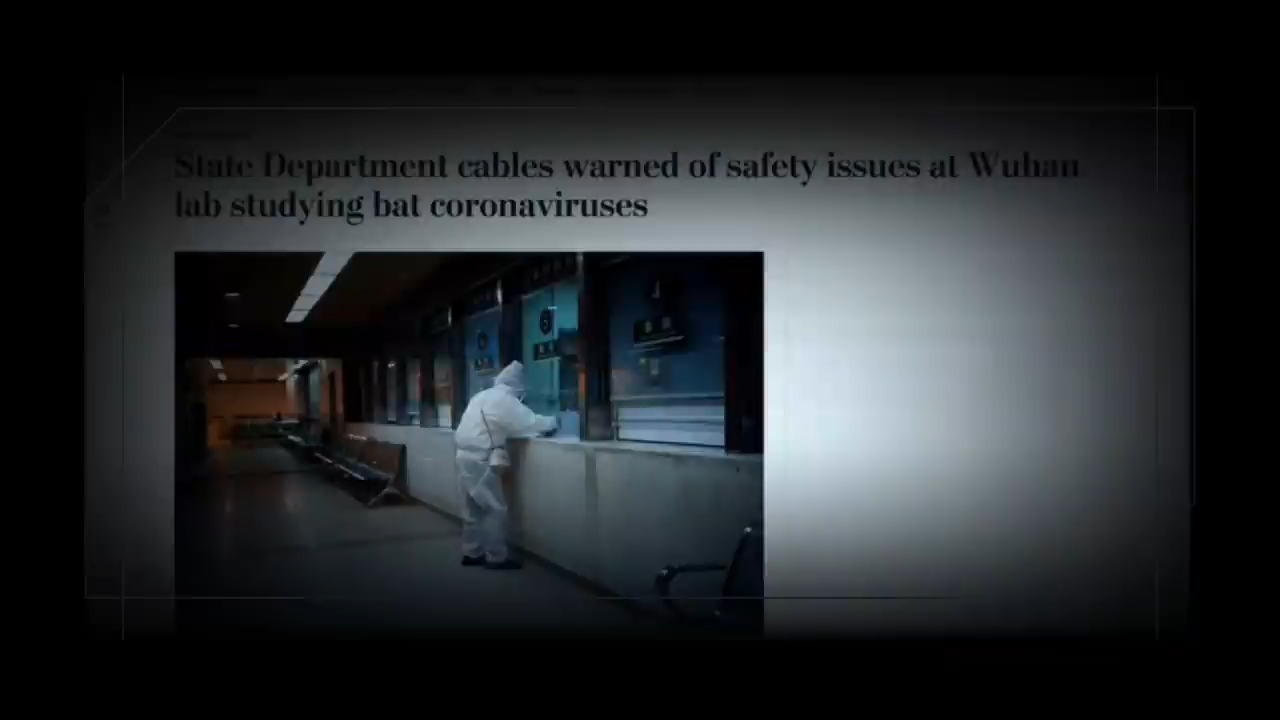 State Department cables warned of safety issues at Wuhan
lab studying bat coronaviruses